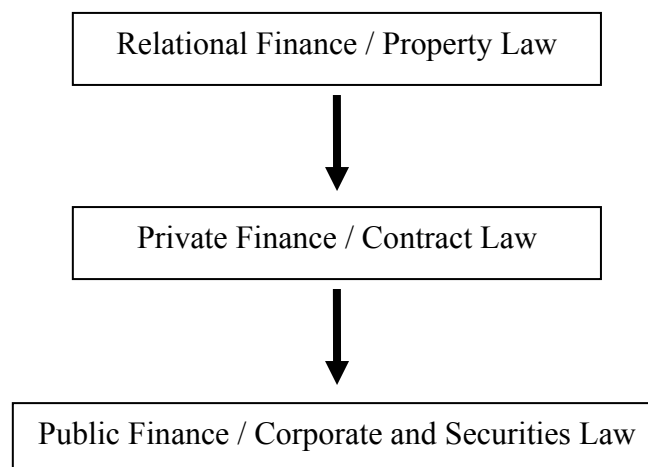 Relational Finance / Property Law
Private Finance / Contract Law
Public Finance / Corporate and Securities Law